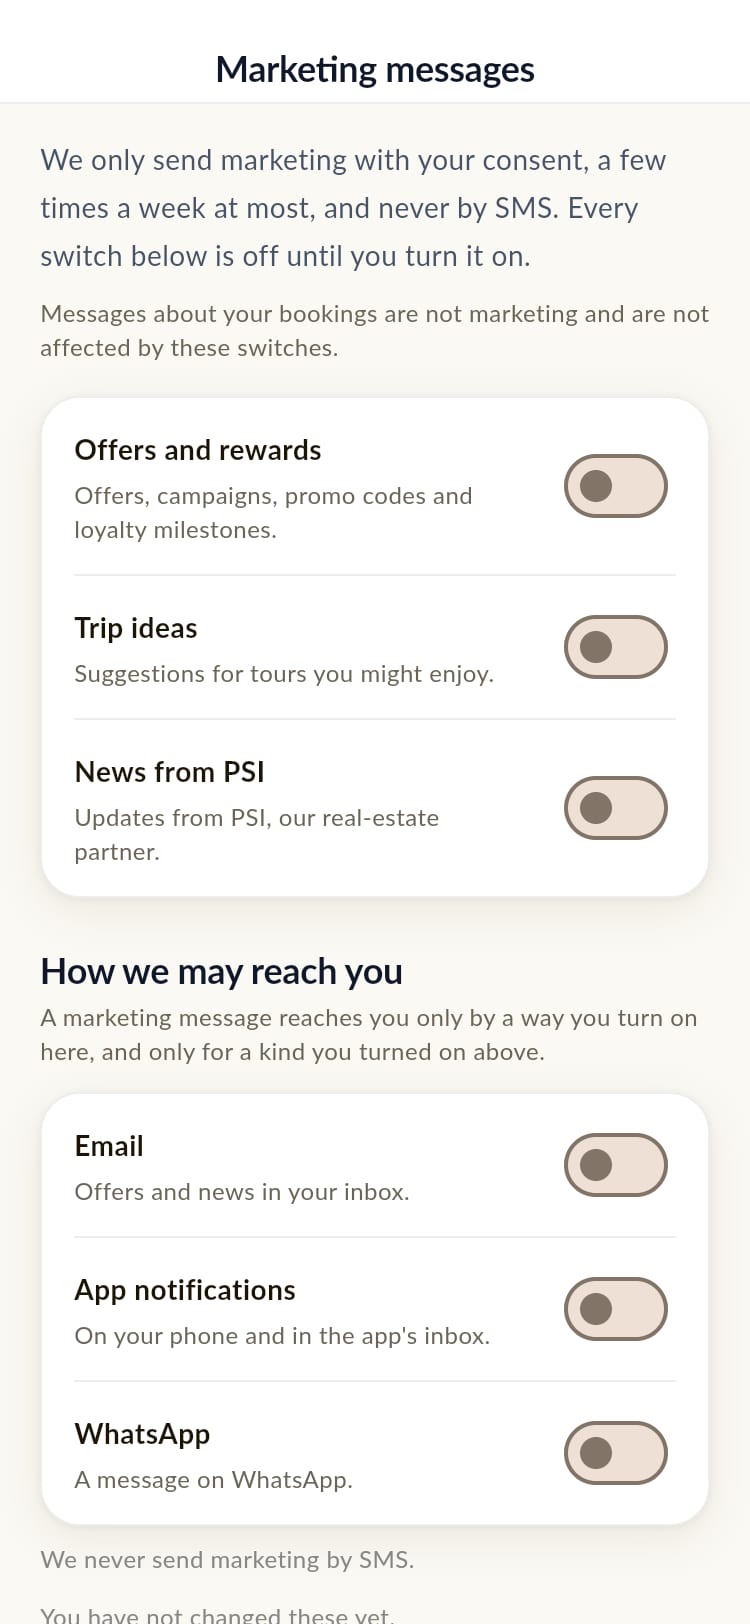 Marketing messages
We only send marketing with your consent, a few
times a week at most, and never by SMS. Every
switch below is off until you turn it on.
Messages about your bookings are not marketing and are not
affected by these switches.
Offers and rewards
Offers, campaigns, promo codes and
loyalty milestones.
Trip ideas
Suggestions for tours you might enjoy.
News from PSI
Updates from PSI, our real-estate
partner.
How we may reach you
A marketing message reaches you only by a way you turn on
here, and only for a kind you turned on above.
Email
Offers and news in your inbox.
App notifications
On your phone and in the app's inbox.
WhatsApp
A message on WhatsApp.
We never send marketing by SMS.
You have not changed these yet.